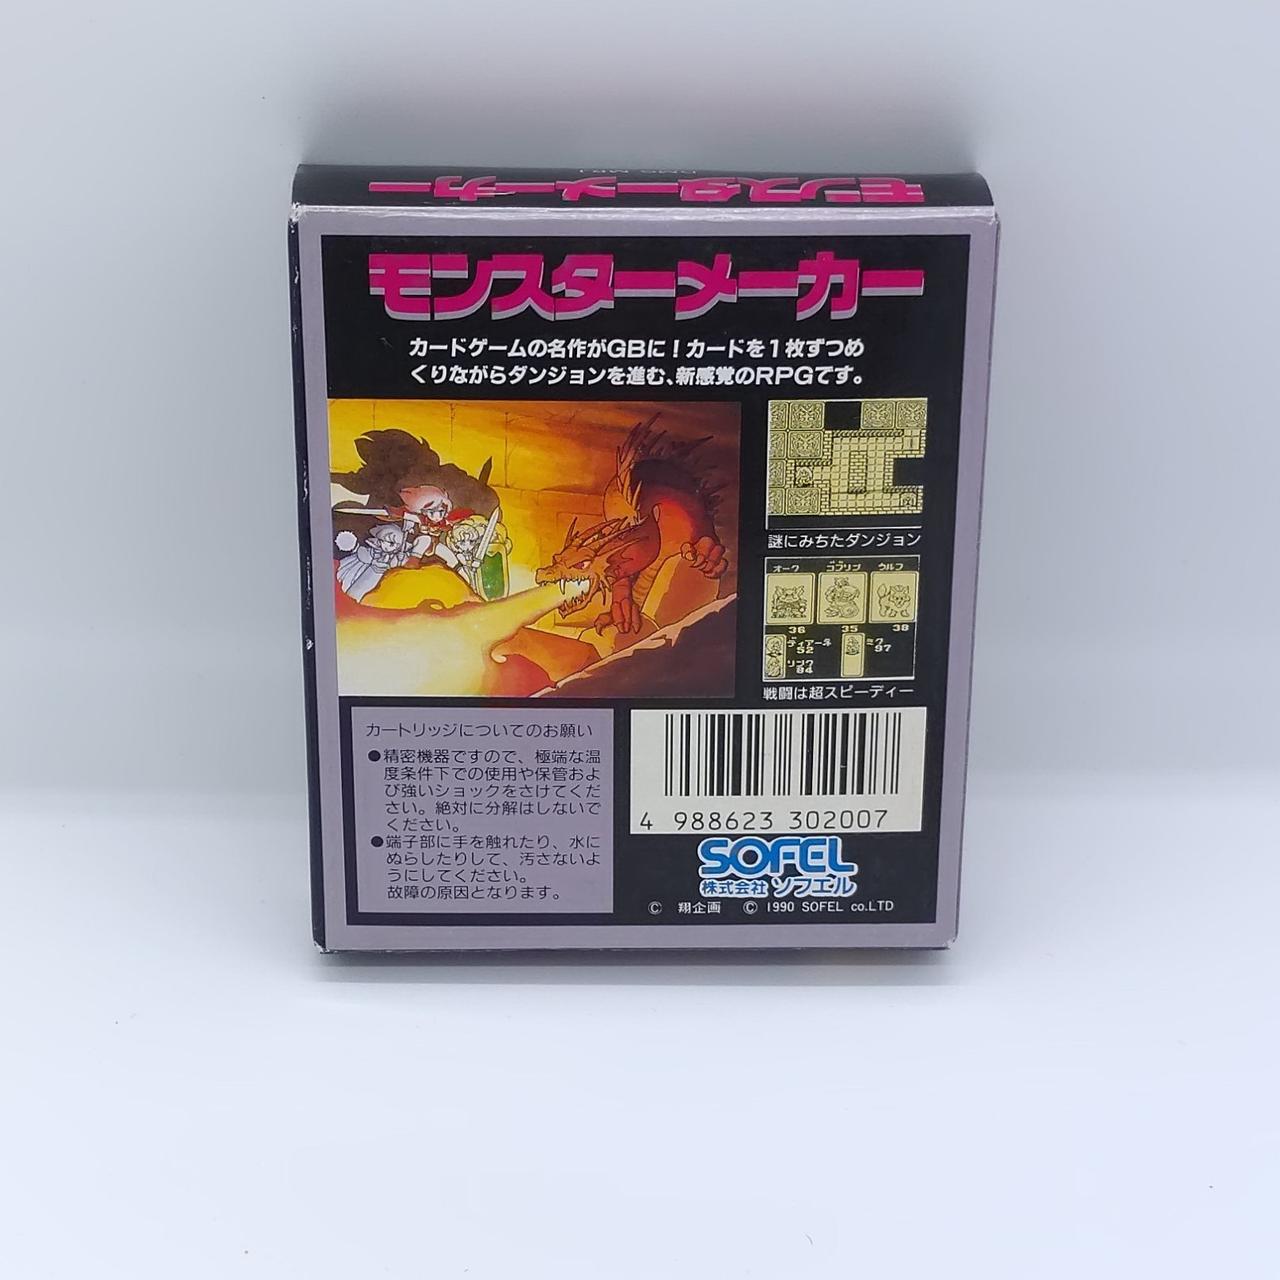 モンスターメーカー
モンスターメーカー
カードゲームの名作がGBに!カードを1枚ずつめ
くりながらダンジョンを進む、新感覚のRPGです。
謎にみちたダンジョン
オーク ゴブリン ウルフ
36 35 38
ディアーネ
52
ミク
97
リンク
84
戦闘は超スピーディー
カートリッジについてのお願い
●精密機器ですので、極端な温
度条件下での使用や保管およ
び強いショックをさけてくだ
さい。絶対に分解はしないで
ください。
●端子部に手を触れたり、水に
ぬらしたりして、汚さないよ
うにしてください。
故障の原因となります。
4 988623 302007
SOFEL
株式会社 ソフエル
© 翔企画 © 1990 SOFEL co.LTD